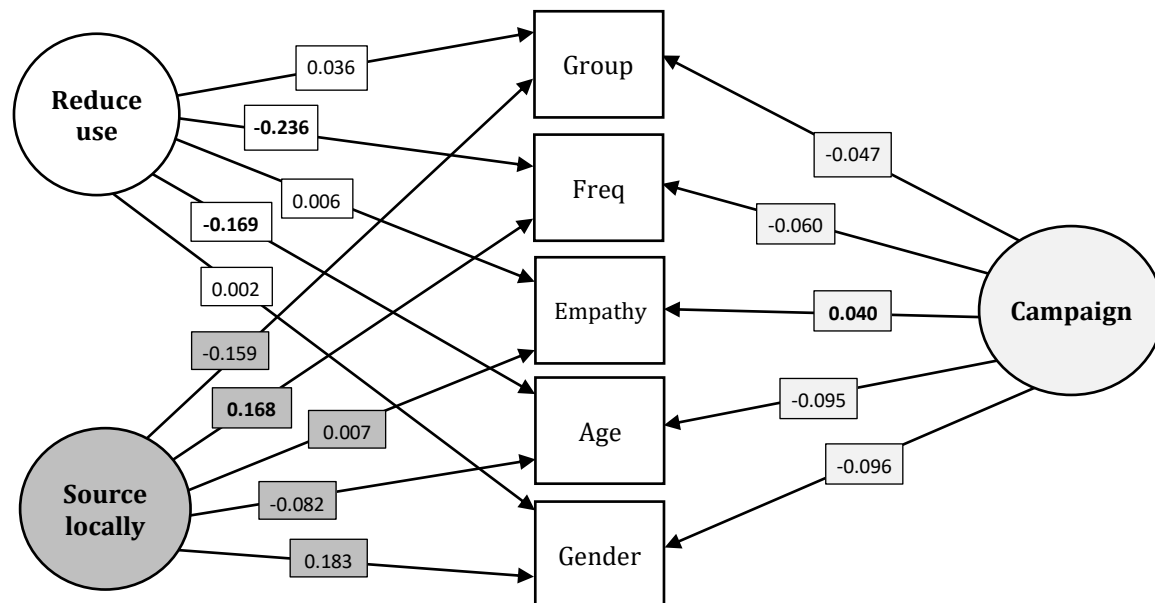 Reduce
use
0.036
-0.236
0.006
-0.169
0.002
Source
locally
-0.159
0.168
0.007
-0.082
0.183
Group
Freq
Empathy
Age
Gender
-0.047
-0.060
0.040
-0.095
-0.096
Campaign